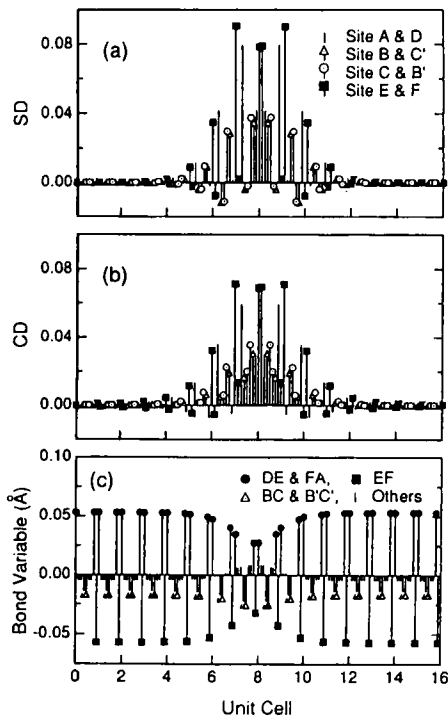 (a)
Site A & D
Site B & C'
Site C & B'
Site E & F
0.08
0.04
0.00
SD
(b)
0.08
0.04
0.00
CD
(c)
DE & FA,
EF
BC & B'C',
Others
0.10
0.05
0.00
-0.05
Bond Variable (Å)
0 2 4 6 8 10 12 14 16
Unit Cell